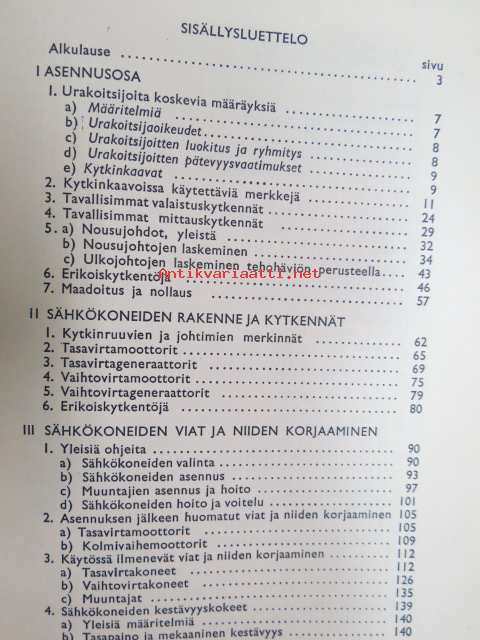 SISÄLLYSLUETTELO
sivu
Alkulause ........ 3
I ASENNUSOSA
1. Urakoitsijoita koskevia määräyksiä ........ 7
a) Määritelmiä ........ 7
b) Urakoitsijaoikeudet ........ 8
c) Urakoitsijoitten luokitus ja ryhmitys ........ 8
d) Urakoitsijoitten pätevyysvaatimukset ........ 9
e) Kytkinkaavat ........ 9
2. Kytkinkaavoissa käytettäviä merkkejä ........ 11
3. Tavallisimmat valaistuskytkennät ........ 24
4. Tavallisimmat mittauskytkennät ........ 29
5. a) Nousujohdot, yleistä ........ 32
b) Nousujohtojen laskeminen ........ 34
c) Ulkojohtojen laskeminen tehohäviön perusteella .. 43
Antikvariaatti.net
6. Erikoiskytkentöjä ........ 46
7. Maadoitus ja nollaus ........ 57
II SÄHKÖKONEIDEN RAKENNE JA KYTKENNÄT
1. Kytkinruuvien ja johtimien merkinnät ........ 62
2. Tasavirtamoottorit ........ 65
3. Tasavirtageneraattorit ........ 69
4. Vaihtovirtamoottorit ........ 75
5. Vaihtovirtageneraattorit ........ 79
6. Erikoiskytkentöjä ........ 80
III SÄHKÖKONEIDEN VIAT JA NIIDEN KORJAAMINEN
1. Yleisiä ohjeita ........ 90
a) Sähkökoneiden valinta ........ 90
b) Sähkökoneiden asennus ........ 93
c) Muuntajien asennus ja hoito ........ 97
d) Sähkökoneiden hoito ja voitelu ........ 101
2. Asennuksen jälkeen huomatut viat ja niiden korjaaminen 105
a) Tasavirtamoottorit ........ 105
b) Kolmivaihemoottorit ........ 109
3. Käytössä ilmenevät viat ja niiden korjaaminen ........ 112
a) Tasavirtakoneet ........ 112
b) Vaihtovirtakoneet ........ 126
c) Muuntajat ........ 135
4. Sähkökoneiden kestävyyskokeet ........ 139
a) Yleisiä määritelmiä ........ 140
b) Tasapaino ja mekaaninen kestävyys ........ 140